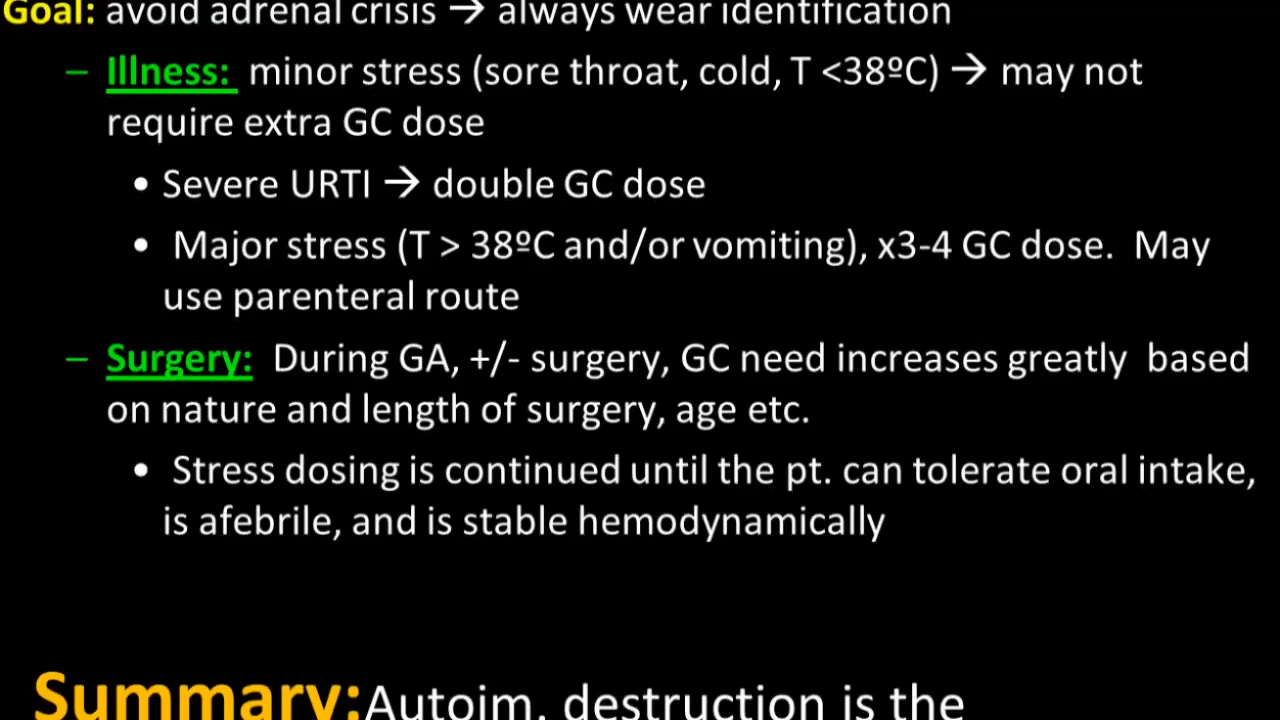 Goal: avoid adrenal crisis → always wear identification
– Illness: minor stress (sore throat, cold, T <38ºC) → may not
require extra GC dose
• Severe URTI → double GC dose
• Major stress (T > 38ºC and/or vomiting), x3-4 GC dose. May
use parenteral route
– Surgery: During GA, +/- surgery, GC need increases greatly based
on nature and length of surgery, age etc.
• Stress dosing is continued until the pt. can tolerate oral intake,
is afebrile, and is stable hemodynamically
Summary:Autoim. destruction is the